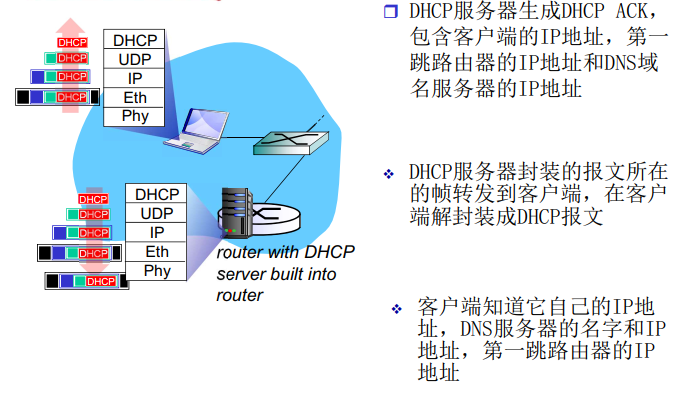 DHCP
DHCP
DHCP
DHCP
DHCP
UDP
IP
Eth
Phy
DHCP
DHCP
DHCP
DHCP
DHCP
DHCP
UDP
IP
Eth
Phy
router with DHCP
server built into
router
DHCP服务器生成DHCP ACK，
包含客户端的IP地址，第一
跳路由器的IP地址和DNS域
名服务器的IP地址
DHCP服务器封装的报文所在
的帧转发到客户端，在客户
端解封装成DHCP报文
客户端知道它自己的IP地
址，DNS服务器的名字和IP
地址，第一跳路由器的IP
地址